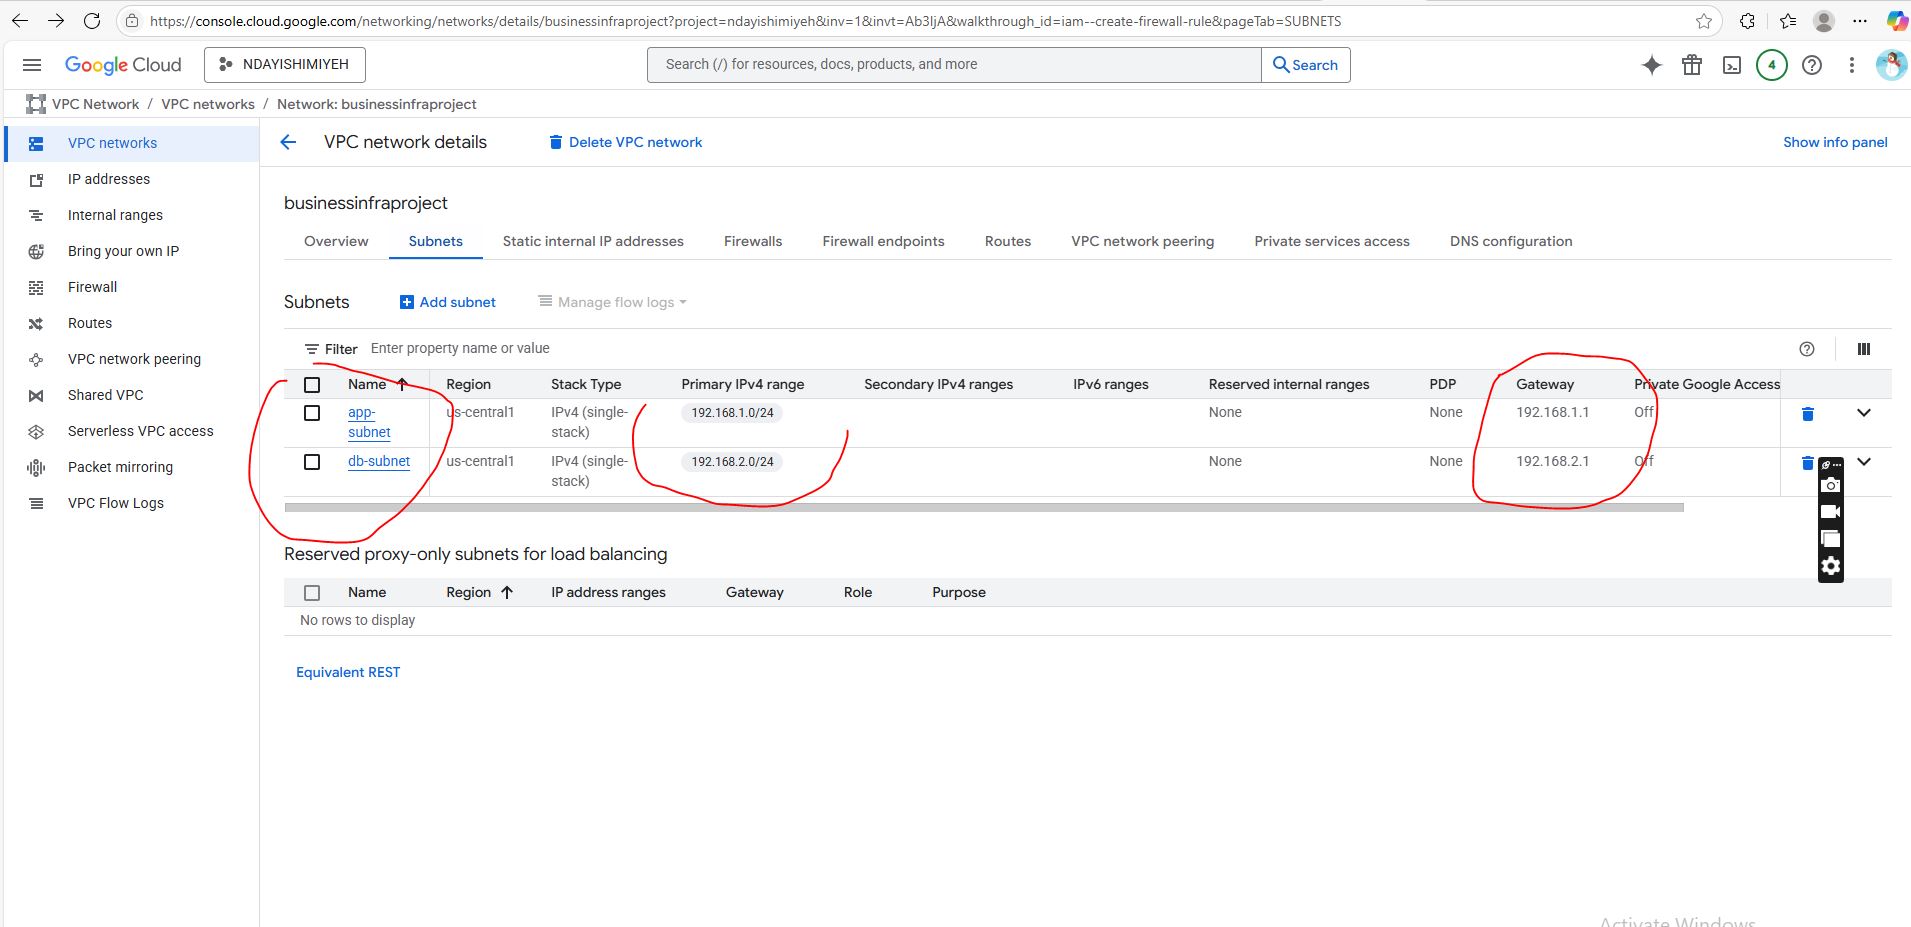 https://console.cloud.google.com/networking/networks/details/businessinfraproject?project=ndayishimiyeh&inv=1&invt=Ab3IjA&walkthrough_id=iam--create-firewall-rule&pageTab=SUBNETS
Google Cloud NDAYISHIMIYEH Search (/) for resources, docs, products, and more Search 4
VPC Network / VPC networks / Network: businessinfraproject
VPC networks
IP addresses
Internal ranges
Bring your own IP
Firewall
Routes
VPC network peering
Shared VPC
Serverless VPC access
Packet mirroring
VPC Flow Logs
VPC network details Delete VPC network Show info panel
businessinfraproject
Overview Subnets Static internal IP addresses Firewalls Firewall endpoints Routes VPC network peering Private services access DNS configuration
Subnets Add subnet Manage flow logs
Filter Enter property name or value
Name Region Stack Type Primary IPv4 range Secondary IPv4 ranges IPv6 ranges Reserved internal ranges PDP Gateway Private Google Access
app- us-central1 IPv4 (single- 192.168.1.0/24 None None 192.168.1.1 Off
subnet stack)
db-subnet us-central1 IPv4 (single- 192.168.2.0/24 None None 192.168.2.1 Off
stack)
Reserved proxy-only subnets for load balancing
Name Region IP address ranges Gateway Role Purpose
No rows to display
Equivalent REST
Activate Windows